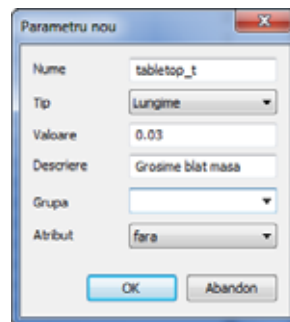 Parametru nou
Nume tabletop_t
Tip Lungime
Valoare 0.03
Descriere Grosime blat masa
Grupa
Atribut fara
OK Abandon